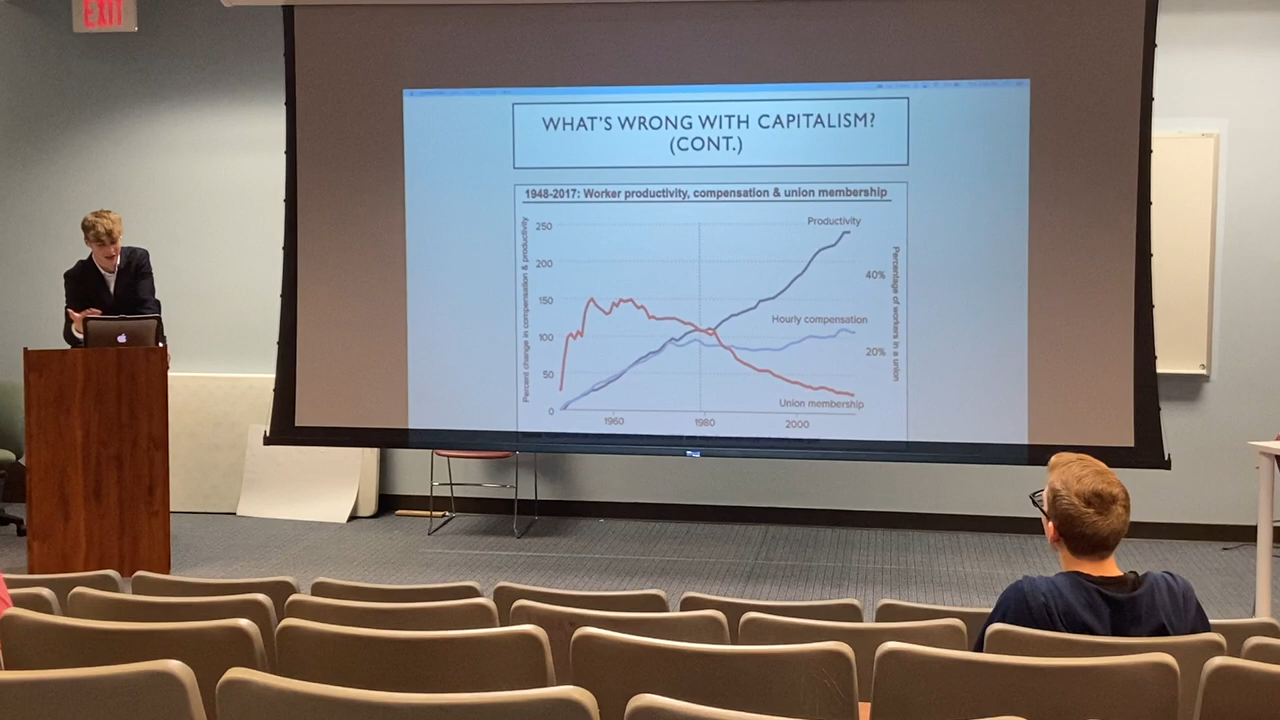 EXIT
WHAT'S WRONG WITH CAPITALISM?
(CONT.)
1948-2017: Worker productivity, compensation & union membership
Percent change in compensation & productivity
250
200
150
100
50
0
Productivity
Hourly compensation
Union membership
40%
20%
Percentage of workers in a union
1960
1980
2000